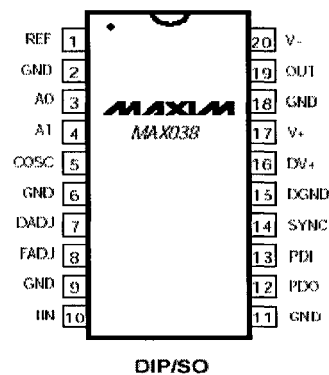 REF 1 20 V-
GND 2 19 OUT
A0 3 18 GND
A1 4 17 V+
COSC 5 16 DV+
GND 6 15 DGND
DADJ 7 14 SYNC
FADJ 8 13 PDI
GND 9 12 PDO
IIN 10 11 GND
MAXIM
MAX038
DIP/SO